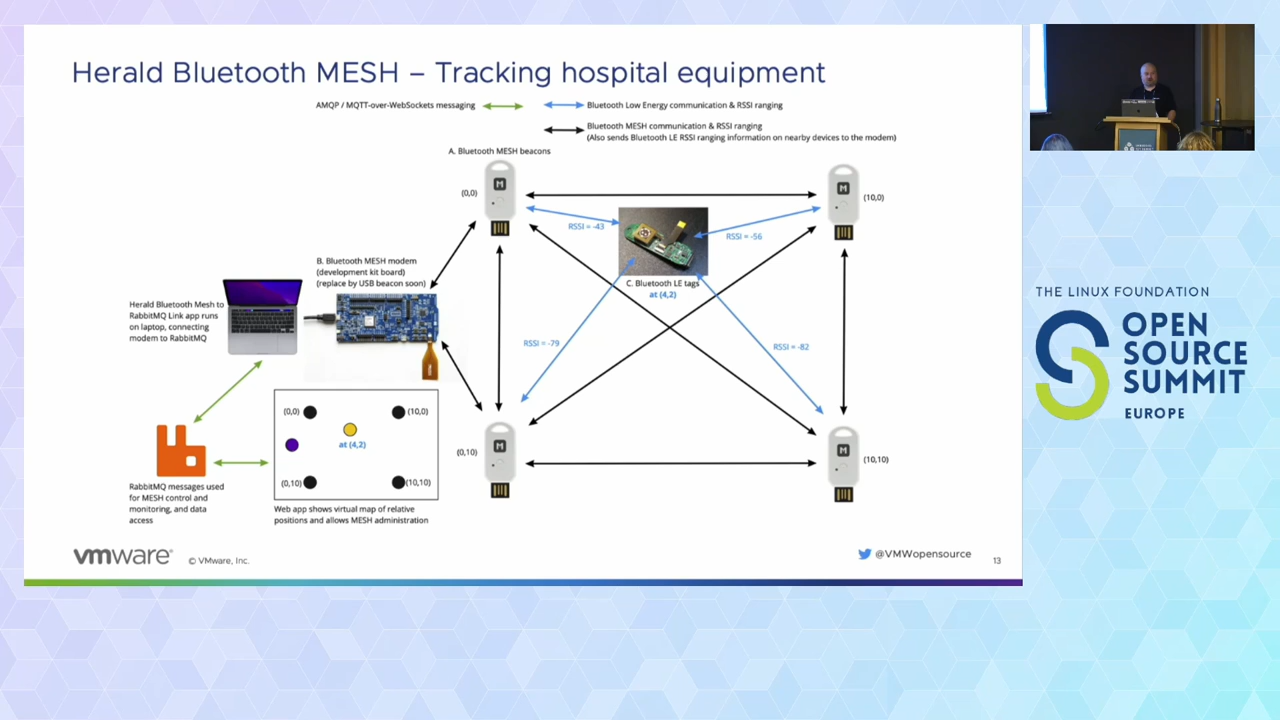 Herald Bluetooth MESH – Tracking hospital equipment
AMQP / MQTT-over-WebSockets messaging
Bluetooth Low Energy communication & RSSI ranging
Bluetooth MESH communication & RSSI ranging
(Also sends Bluetooth LE RSSI ranging information on nearby devices to the modem)
A. Bluetooth MESH beacons
(0,0)
M
M
(10,0)
RSSI = -43
RSSI = -56
B. Bluetooth MESH modem
(development kit board)
(replace by USB beacon soon)
C. Bluetooth LE tags
at (4,2)
Herald Bluetooth Mesh to
RabbitMQ Link app runs
on laptop, connecting
modem to RabbitMQ
RSSI = -79
RSSI = -82
(0,0)
(10,0)
at (4,2)
(0,10)
(10,10)
(0,10)
M
M
(10,10)
RabbitMQ messages used
for MESH control and
monitoring, and data
access
Web app shows virtual map of relative
positions and allows MESH administration
vmware®
© VMware, Inc.
@VMWopensource
13
THE LINUX FOUNDATION
OPEN
SOURCE
SUMMIT
EUROPE